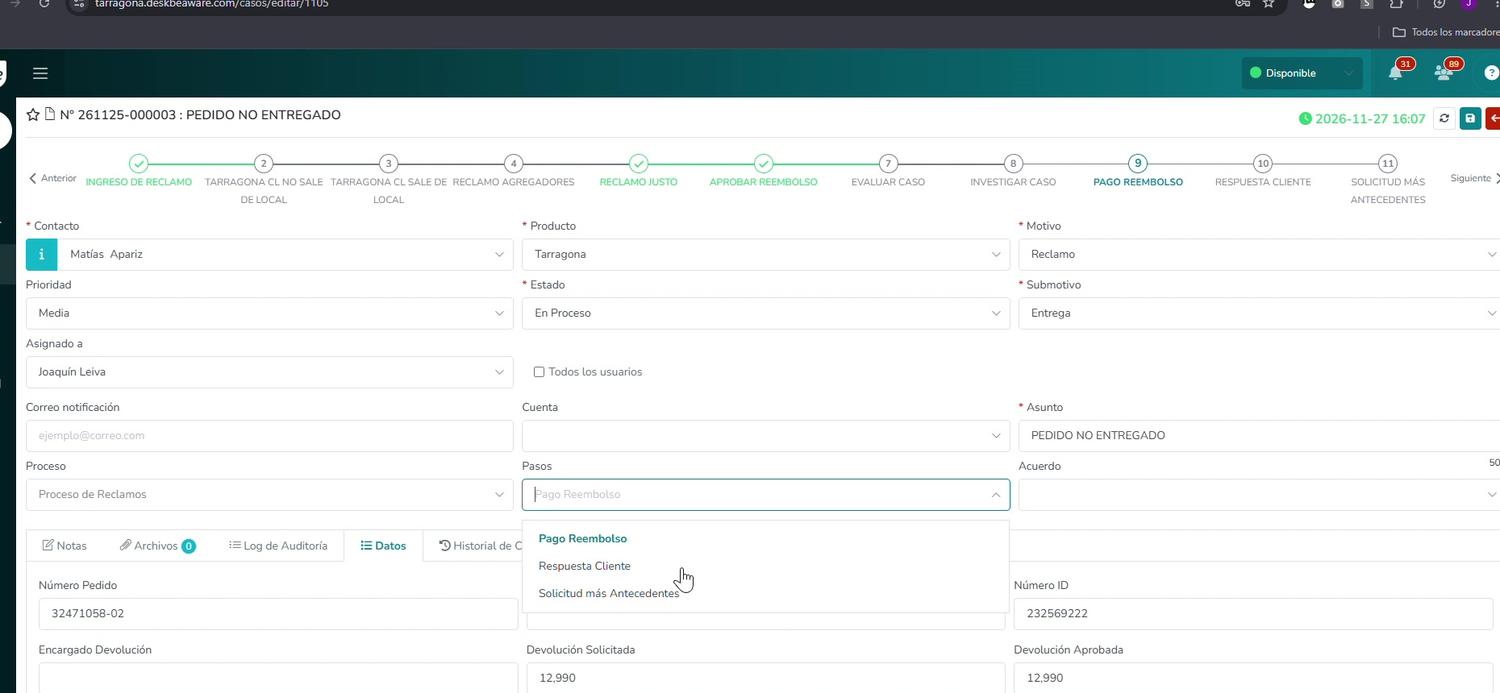 tarragona.deskbeaware.com/casos/editar/1105
S
J
Todos los marcadore
Disponible
31
89
?
N° 261125-000003 : PEDIDO NO ENTREGADO
2026-11-27 16:07
Anterior
INGRESO DE RECLAMO
2
TARRAGONA CL NO SALE
DE LOCAL
3
TARRAGONA CL SALE DE
LOCAL
4
RECLAMO AGREGADORES
RECLAMO JUSTO
APROBAR REEMBOLSO
7
EVALUAR CASO
8
INVESTIGAR CASO
9
PAGO REEMBOLSO
10
RESPUESTA CLIENTE
11
SOLICITUD MÁS
ANTECEDENTES
Siguiente
* Contacto
* Producto
* Motivo
i
Matías Apariz
Tarragona
Reclamo
Prioridad
* Estado
* Submotivo
Media
En Proceso
Entrega
Asignado a
Joaquín Leiva
Todos los usuarios
Correo notificación
Cuenta
* Asunto
ejemplo@correo.com
PEDIDO NO ENTREGADO
Proceso
Pasos
Acuerdo
50
Proceso de Reclamos
Pago Reembolso
Pago Reembolso
Respuesta Cliente
Solicitud más Antecedentes
Notas
Archivos 0
Log de Auditoría
Datos
Historial de C
Número Pedido
Número ID
32471058-02
232569222
Encargado Devolución
Devolución Solicitada
Devolución Aprobada
12,990
12,990